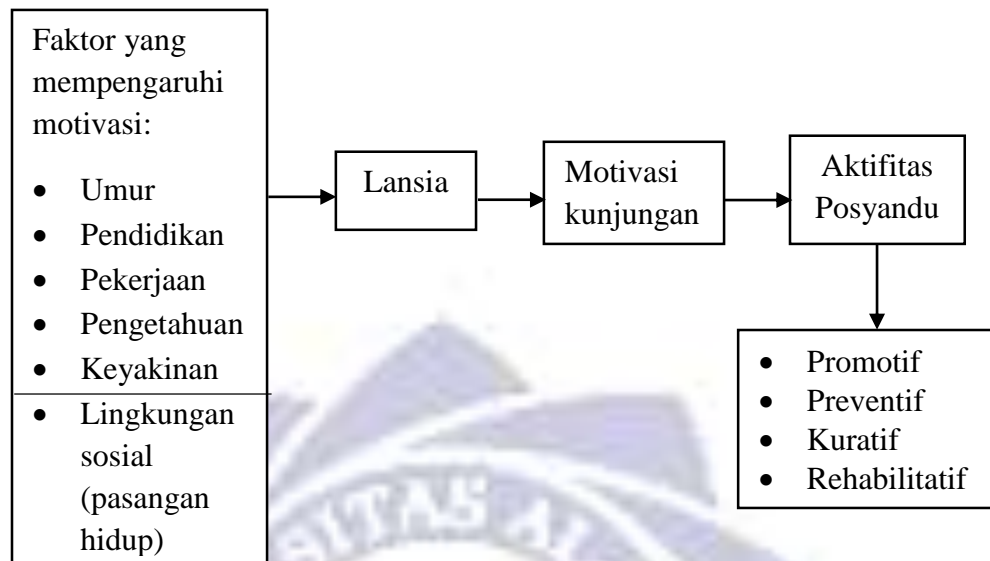 Faktor yang
mempengaruhi
motivasi:
• Umur
• Pendidikan
• Pekerjaan
• Pengetahuan
• Keyakinan
• Lingkungan
sosial
(pasangan
hidup)
Lansia
Motivasi
kunjungan
Aktifitas
Posyandu
• Promotif
• Preventif
• Kuratif
• Rehabilitatif